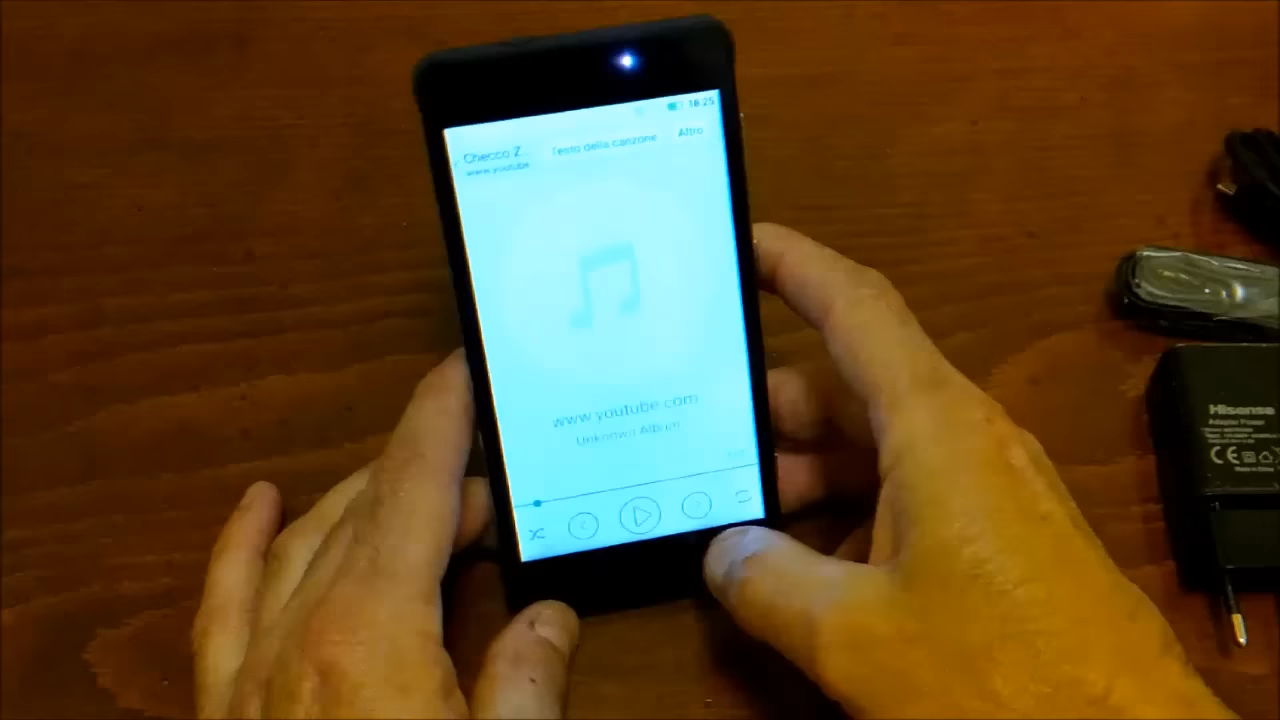 18:25
Checco Z...
www.youtube
Testo della canzone
Altro
www.youtube.com
Unknown Album
Hisense
Adapter Power
CE